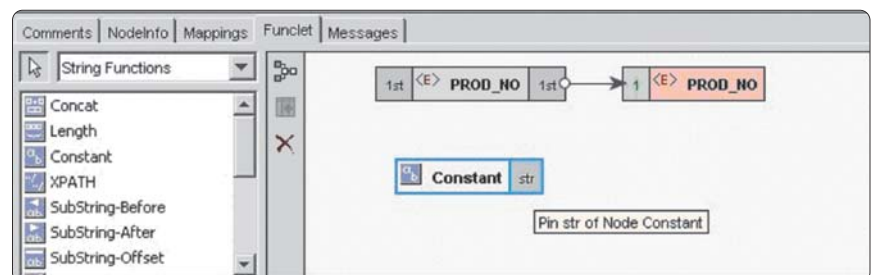 Comments NodeInfo Mappings Funclet Messages
String Functions
Concat
Length
Constant
XPATH
SubString-Before
SubString-After
SubString-Offset
1st <E> PROD_NO 1st
1 <E> PROD_NO
Constant str
Pin str of Node Constant